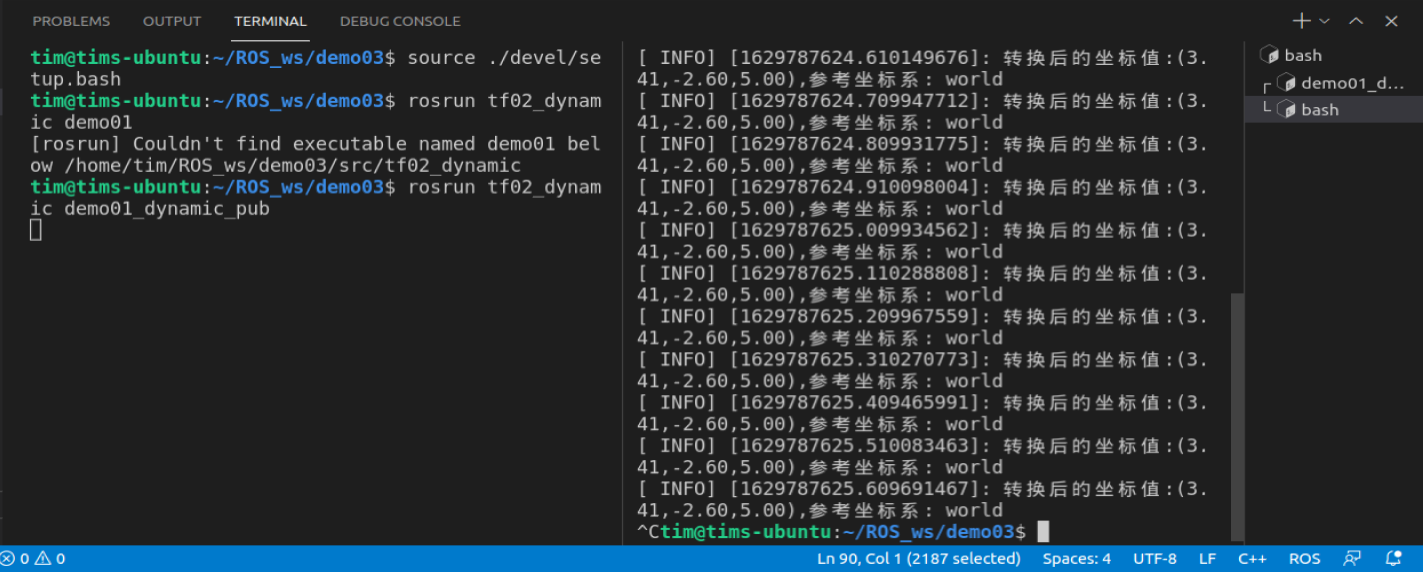 PROBLEMS OUTPUT TERMINAL DEBUG CONSOLE
tim@tims-ubuntu:~/ROS_ws/demo03$ source ./devel/se
tup.bash
tim@tims-ubuntu:~/ROS_ws/demo03$ rosrun tf02_dynam
ic demo01
[rosrun] Couldn't find executable named demo01 bel
ow /home/tim/ROS_ws/demo03/src/tf02_dynamic
tim@tims-ubuntu:~/ROS_ws/demo03$ rosrun tf02_dynam
ic demo01_dynamic_pub
[ INFO] [1629787624.610149676]: 转换后的坐标值:(3.
41,-2.60,5.00),参考坐标系: world
[ INFO] [1629787624.709947712]: 转换后的坐标值:(3.
41,-2.60,5.00),参考坐标系: world
[ INFO] [1629787624.809931775]: 转换后的坐标值:(3.
41,-2.60,5.00),参考坐标系: world
[ INFO] [1629787624.910098004]: 转换后的坐标值:(3.
41,-2.60,5.00),参考坐标系: world
[ INFO] [1629787625.009934562]: 转换后的坐标值:(3.
41,-2.60,5.00),参考坐标系: world
[ INFO] [1629787625.110288808]: 转换后的坐标值:(3.
41,-2.60,5.00),参考坐标系: world
[ INFO] [1629787625.209967559]: 转换后的坐标值:(3.
41,-2.60,5.00),参考坐标系: world
[ INFO] [1629787625.310270773]: 转换后的坐标值:(3.
41,-2.60,5.00),参考坐标系: world
[ INFO] [1629787625.409465991]: 转换后的坐标值:(3.
41,-2.60,5.00),参考坐标系: world
[ INFO] [1629787625.510083463]: 转换后的坐标值:(3.
41,-2.60,5.00),参考坐标系: world
[ INFO] [1629787625.609691467]: 转换后的坐标值:(3.
41,-2.60,5.00),参考坐标系: world
^Ctim@tims-ubuntu:~/ROS_ws/demo03$
bash
demo01_d...
bash
0 0 Ln 90, Col 1 (2187 selected) Spaces: 4 UTF-8 LF C++ ROS